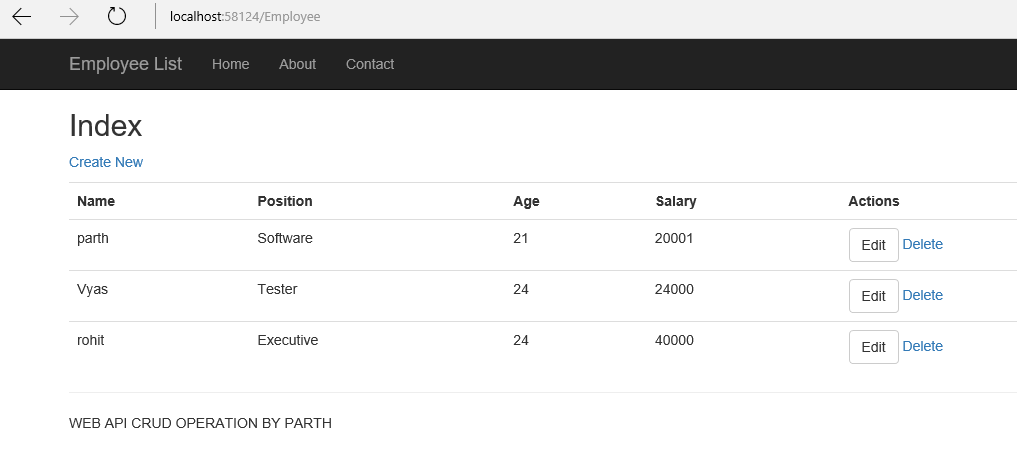 localhost:58124/Employee
Employee List Home About Contact
Index
Create New
Name Position Age Salary Actions
parth Software 21 20001 Edit Delete
Vyas Tester 24 24000 Edit Delete
rohit Executive 24 40000 Edit Delete
WEB API CRUD OPERATION BY PARTH